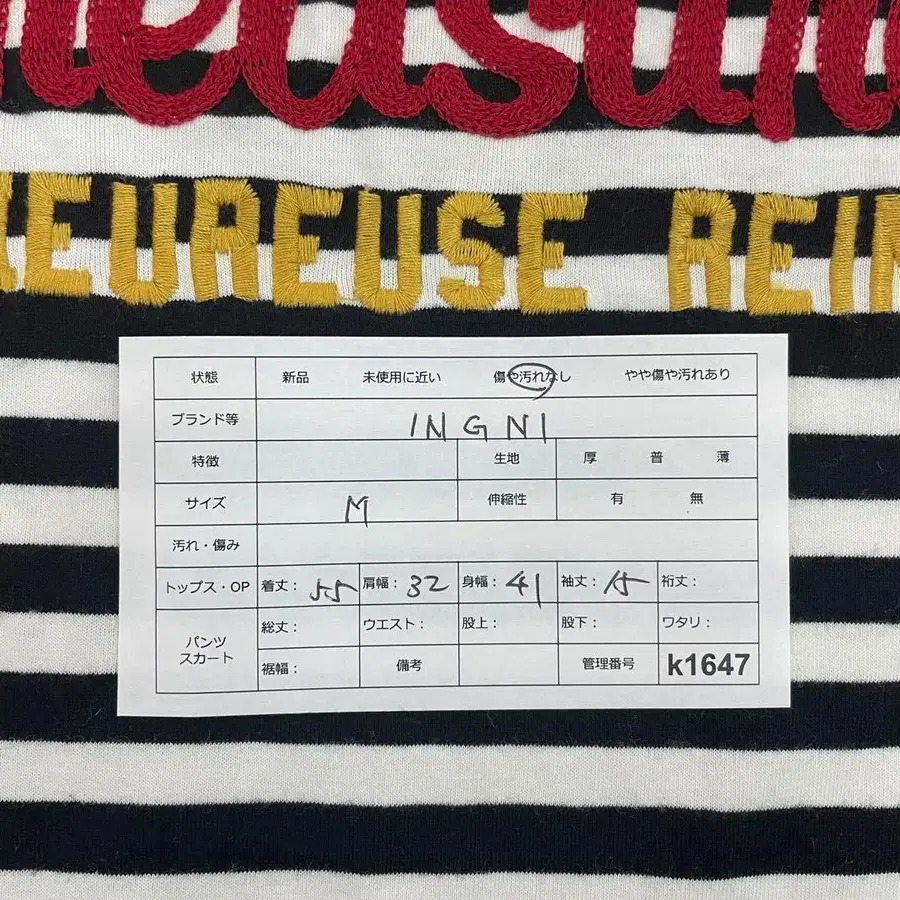 EUREUSE REIN
状態 新品 未使用に近い 傷や汚れなし やや傷や汚れあり
ブランド等 INGNI
特徴 生地 厚 普 薄
サイズ M 伸縮性 有 無
汚れ・傷み
トップス・OP 着丈: 55 肩幅: 32 身幅: 41 袖丈: 15 裄丈:
パンツ スカート 総丈: ウエスト: 股上: 股下: ワタリ:
裾幅: 備考 管理番号 k1647